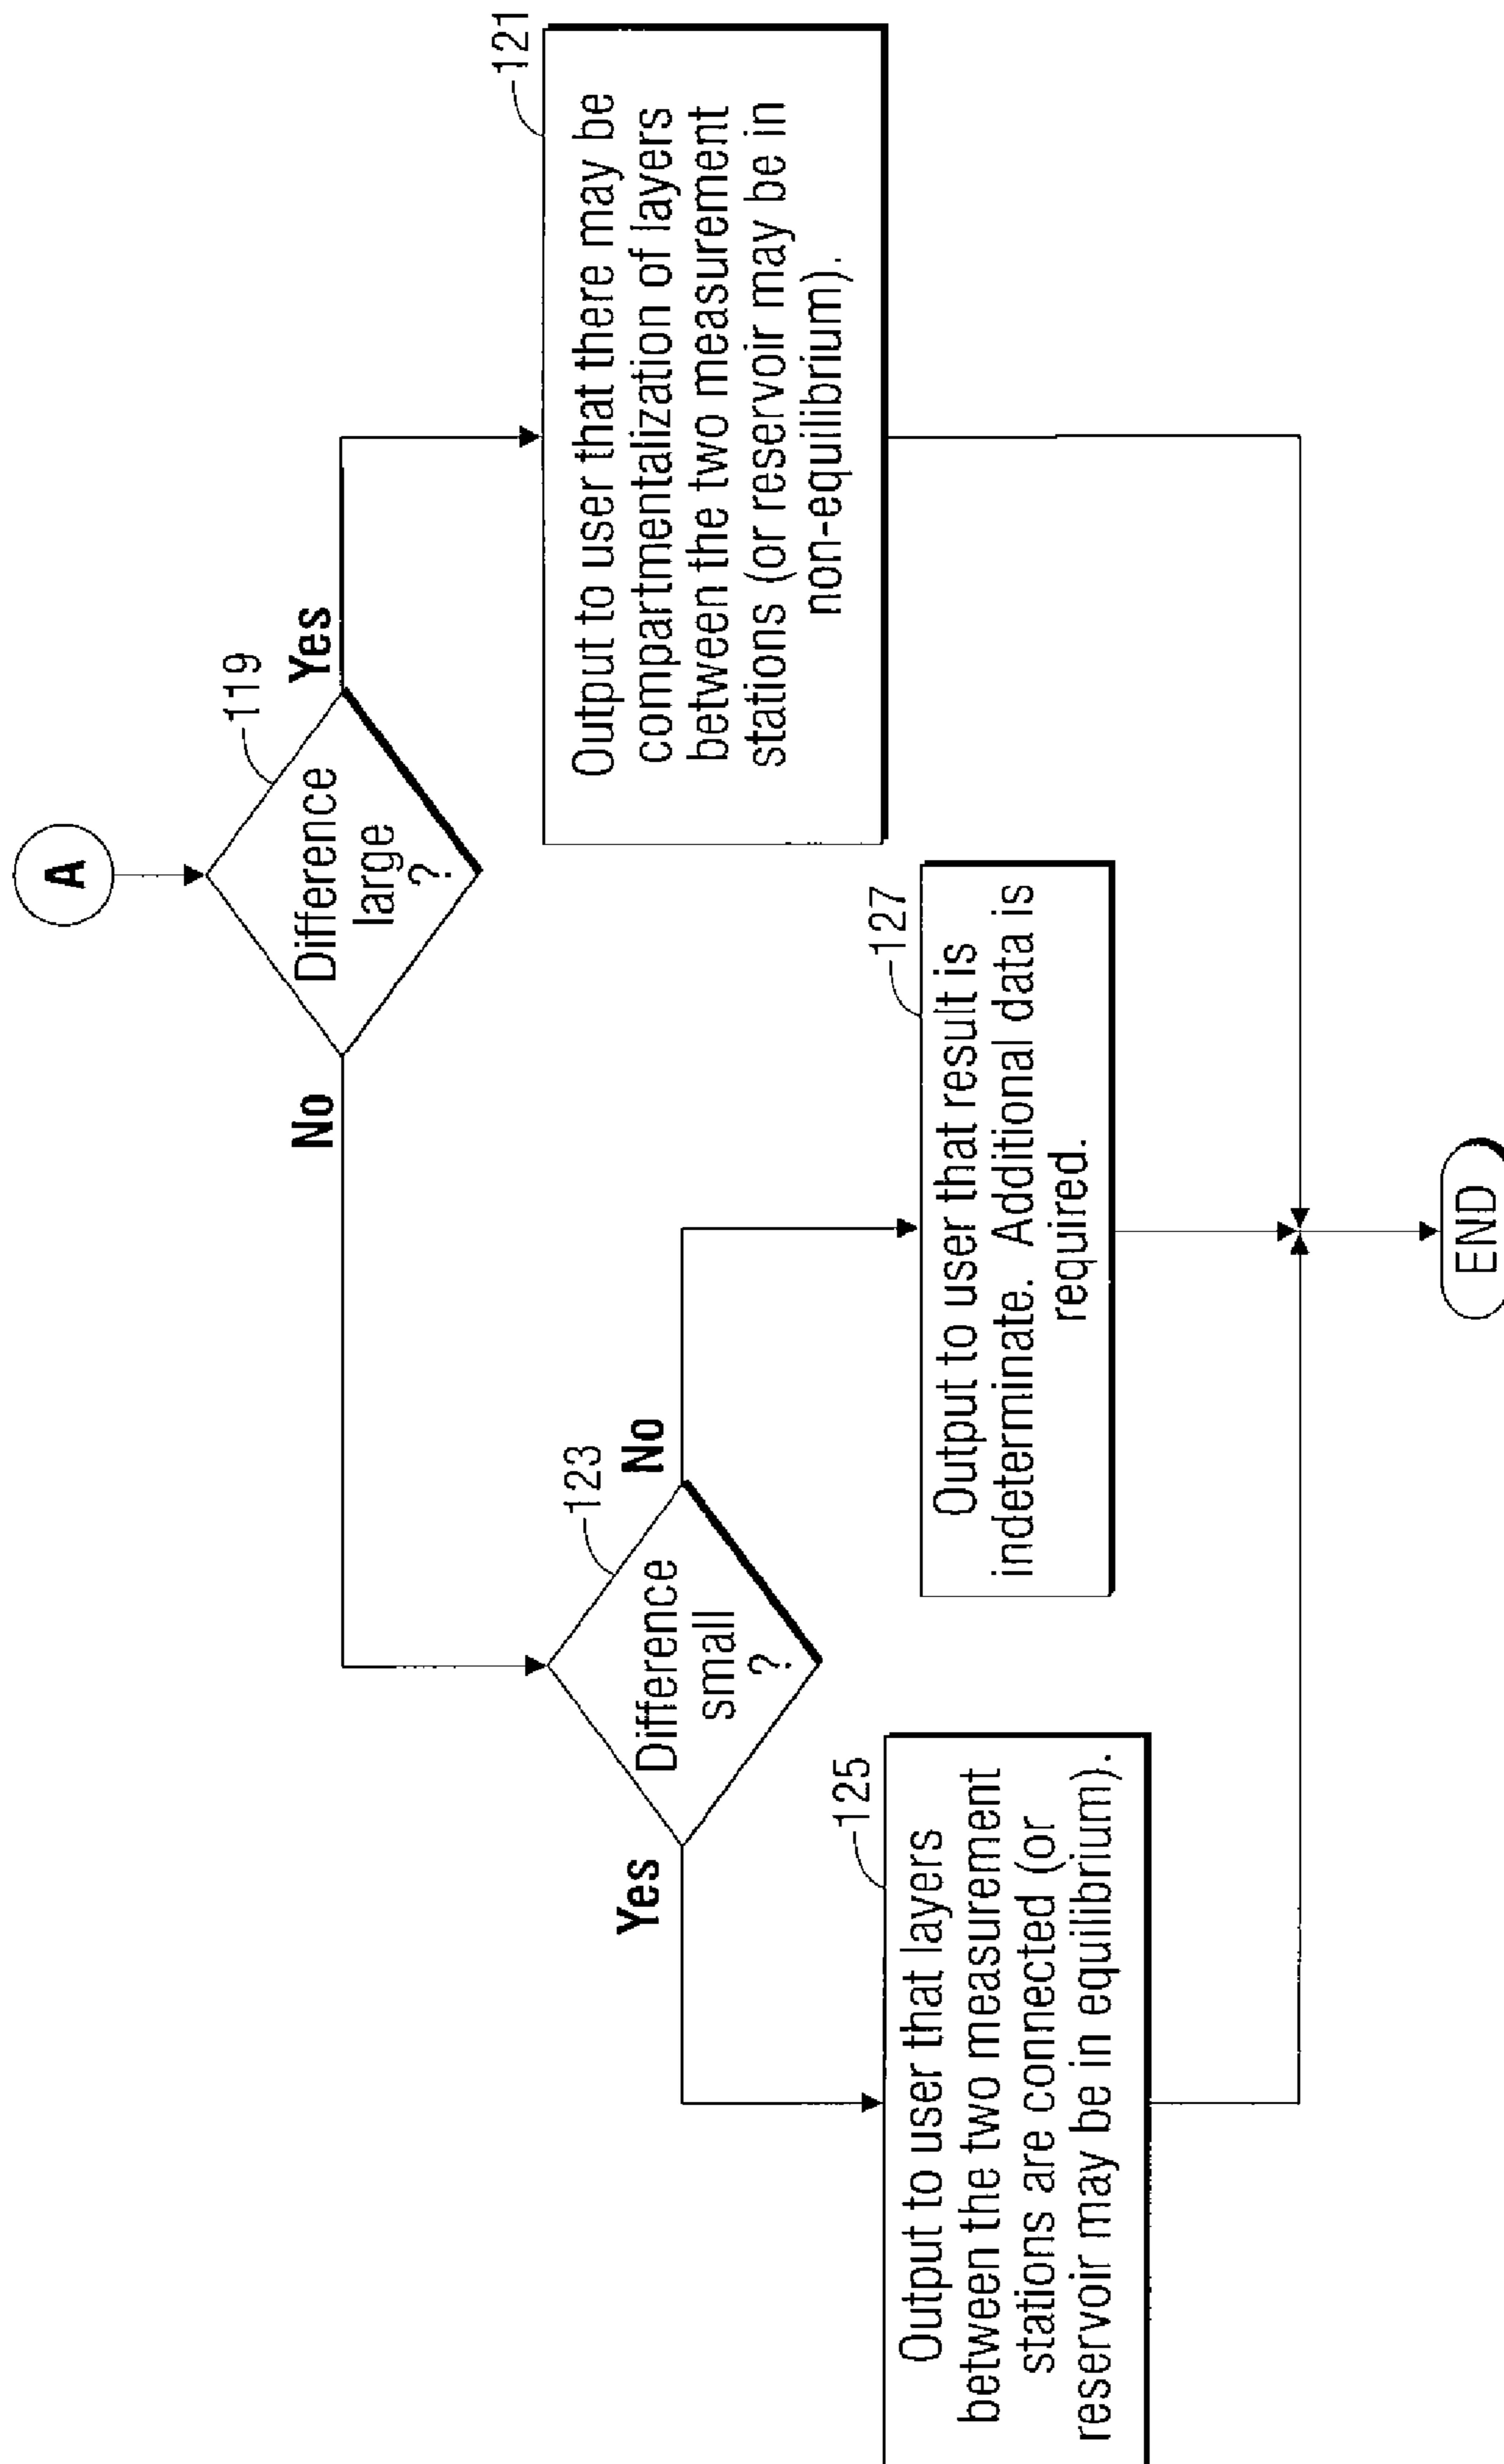 A
119
Difference
large
?
Yes
No
121
Output to user that there may be
compartmentalization of layers
between the two measurement
stations (or reservoir may be in
non-equilibrium).
123
Difference
small
?
Yes
No
125
Output to user that layers
between the two measurement
stations are connected (or
reservoir may be in equilibrium).
127
Output to user that result is
indeterminate. Additional data is
required.
END